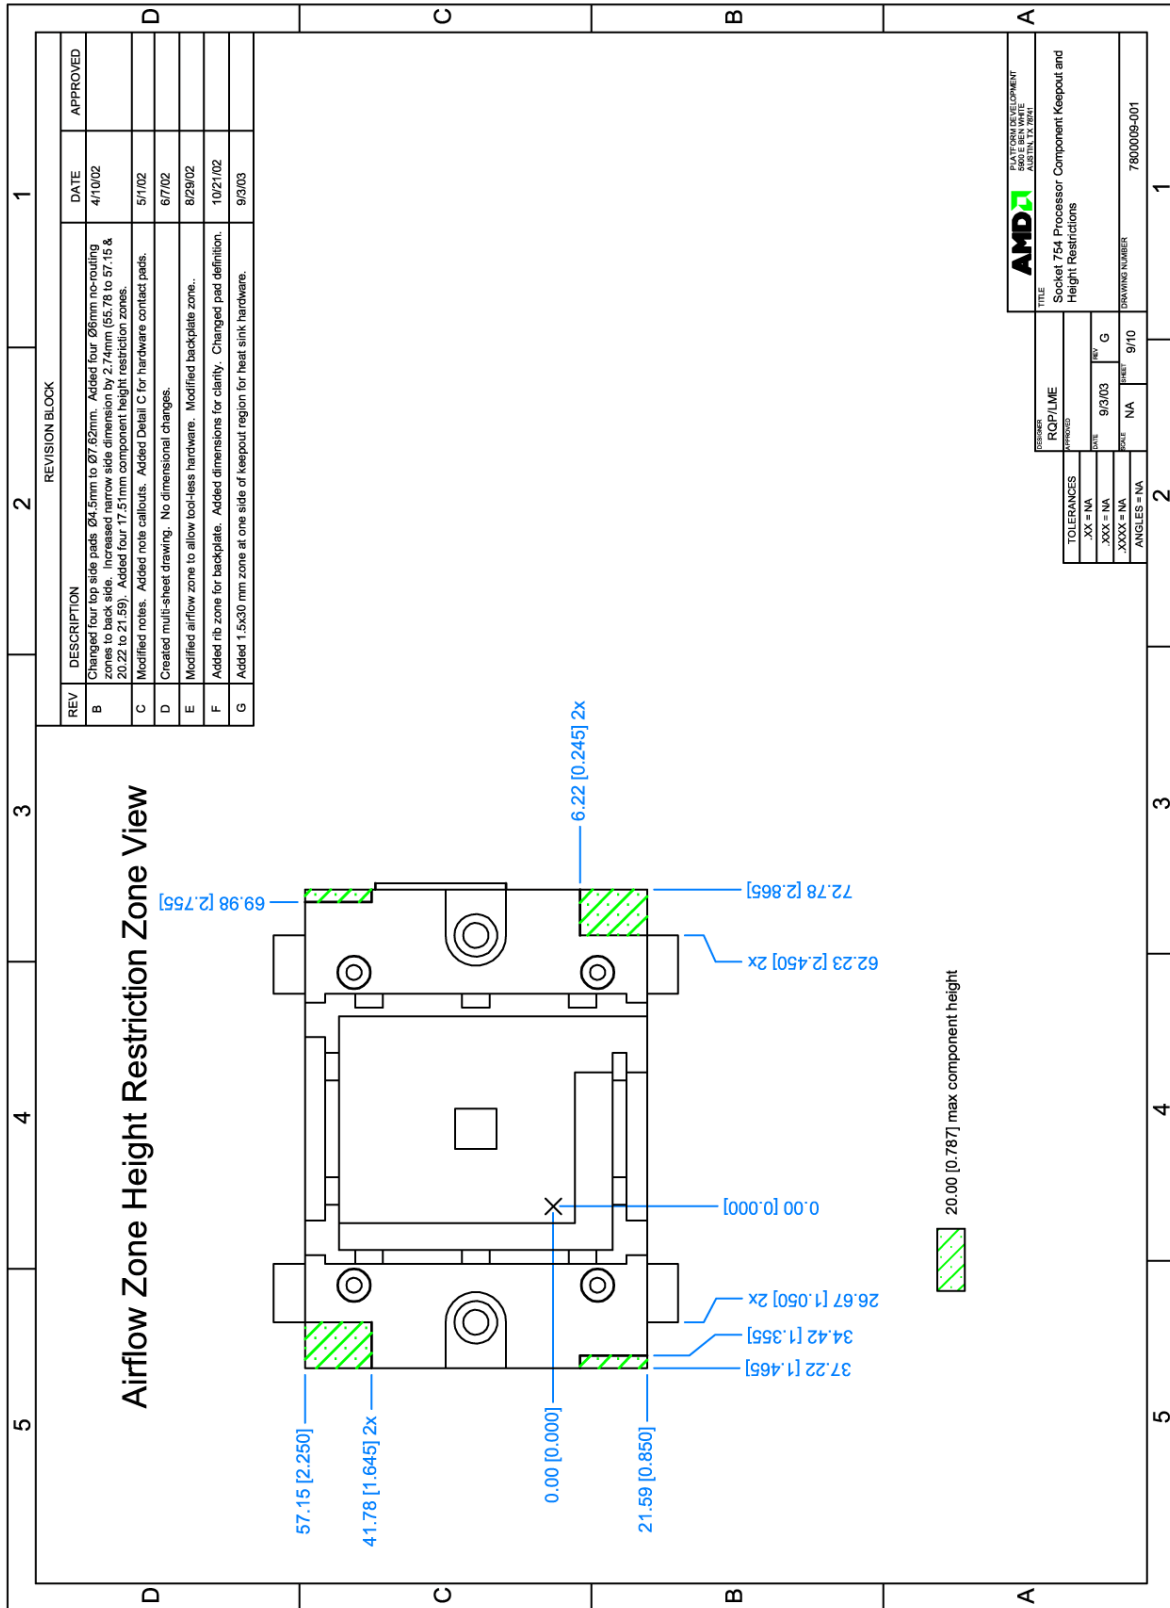 5
4
3
2
1
D
C
B
A
REVISION BLOCK
REV DESCRIPTION DATE APPROVED
B Changed four top side pads Ø4.5mm to Ø7.62mm. Added four Ø6mm no-routing 4/10/02
zones to back side. Increased narrow side dimension by 2.74mm (55.78 to 57.15 &
20.22 to 21.59). Added four 17.51mm component height restriction zones.
C Modified notes. Added note callouts. Added Detail C for hardware contact pads. 5/1/02
D Created multi-sheet drawing. No dimensional changes. 6/7/02
E Modified airflow zone to allow tool-less hardware. Modified backplate zone.. 8/29/02
F Added rib zone for backplate. Added dimensions for clarity. Changed pad definition. 10/21/02
G Added 1.5x30 mm zone at one side of keepout region for heat sink hardware. 9/3/03
Airflow Zone Height Restriction Zone View
69.98 [2.755]
57.15 [2.250]
41.78 [1.645] 2x
0.00 [0.000]
21.59 [0.850]
6.22 [0.245] 2x
37.22 [1.465]
34.42 [1.355]
26.67 [1.050] 2x
0.00 [0.000]
62.23 [2.450] 2x
72.78 [2.865]
20.00 [0.787] max component height
AMD
PLATFORM DEVELOPMENT
5900 E BEN WHITE
AUSTIN, TX 78741
TITLE
Socket 754 Processor Component Keepout and
Height Restrictions
DRAWING NUMBER
7800009-001
DESIGNER
RQP/LME
APPROVED
DATE
9/3/03
REV
G
SCALE
NA
SHEET
9/10
TOLERANCES
.XX = NA
.XXX = NA
.XXXX = NA
ANGLES = NA
5
4
3
2
1
D
C
B
A